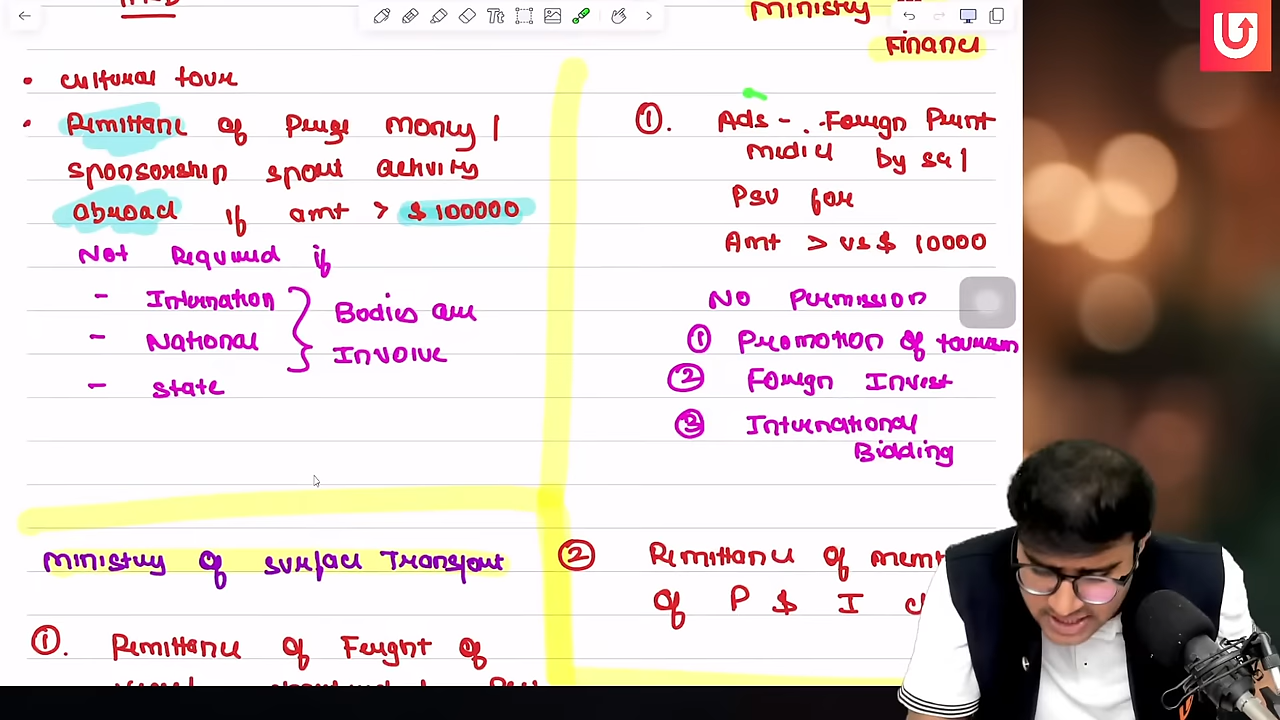 • Cultural tour
• Remittance of Prize Money /
sponsorship sport activity
abroad if amt > $ 100000
Not Required if
- Internation
- National
- State
Bodies are
Involve
Ministry of Surface Transport
①. Remittance of Freight of
Ministry
Finance
①. Ads - Foreign Print
media by SG /
PSU for
Amt > US $ 10000
No Permission
① Promotion of tourism
② Foreign Invest
③ International
Bidding
② Remittance of mem
of P $ I
Tt